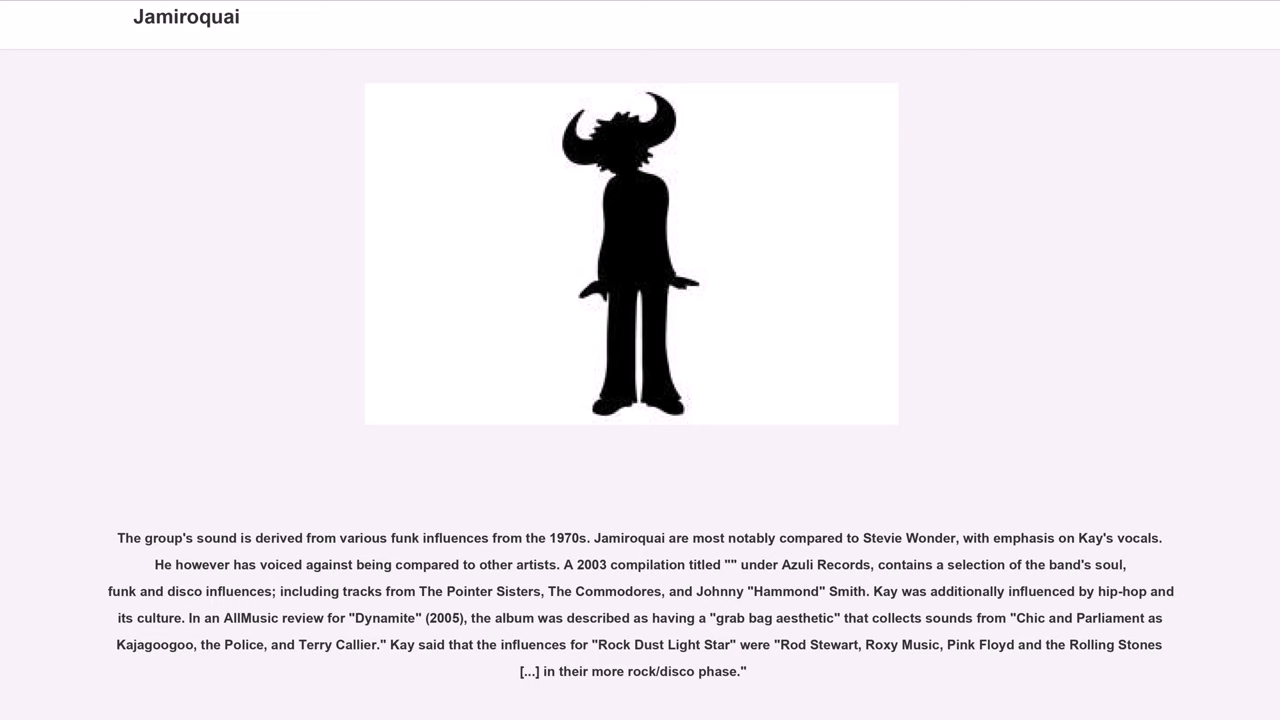 Jamiroquai
The group's sound is derived from various funk influences from the 1970s. Jamiroquai are most notably compared to Stevie Wonder, with emphasis on Kay's vocals.
He however has voiced against being compared to other artists. A 2003 compilation titled "" under Azuli Records, contains a selection of the band's soul,
funk and disco influences; including tracks from The Pointer Sisters, The Commodores, and Johnny "Hammond" Smith. Kay was additionally influenced by hip-hop and
its culture. In an AllMusic review for "Dynamite" (2005), the album was described as having a "grab bag aesthetic" that collects sounds from "Chic and Parliament as
Kajagoogoo, the Police, and Terry Callier." Kay said that the influences for "Rock Dust Light Star" were "Rod Stewart, Roxy Music, Pink Floyd and the Rolling Stones
[...] in their more rock/disco phase."